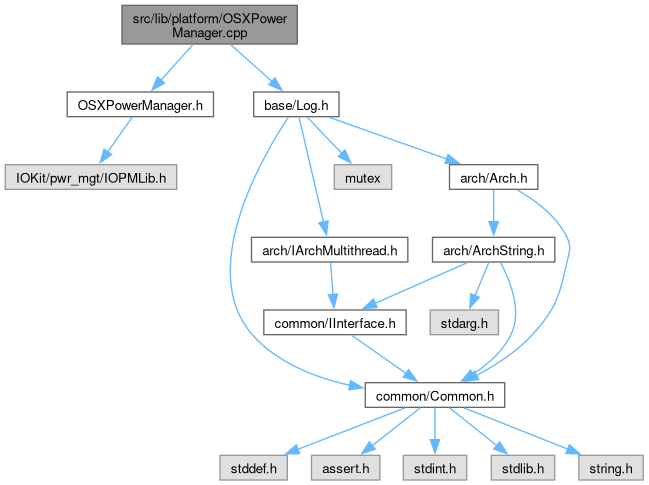 src/lib/platform/OSXPower
Manager.cpp
OSXPowerManager.h
base/Log.h
IOKit/pwr_mgt/IOPMLib.h
mutex
arch/Arch.h
arch/IArchMultithread.h
arch/ArchString.h
common/IInterface.h
stdarg.h
common/Common.h
stddef.h
assert.h
stdint.h
stdlib.h
string.h